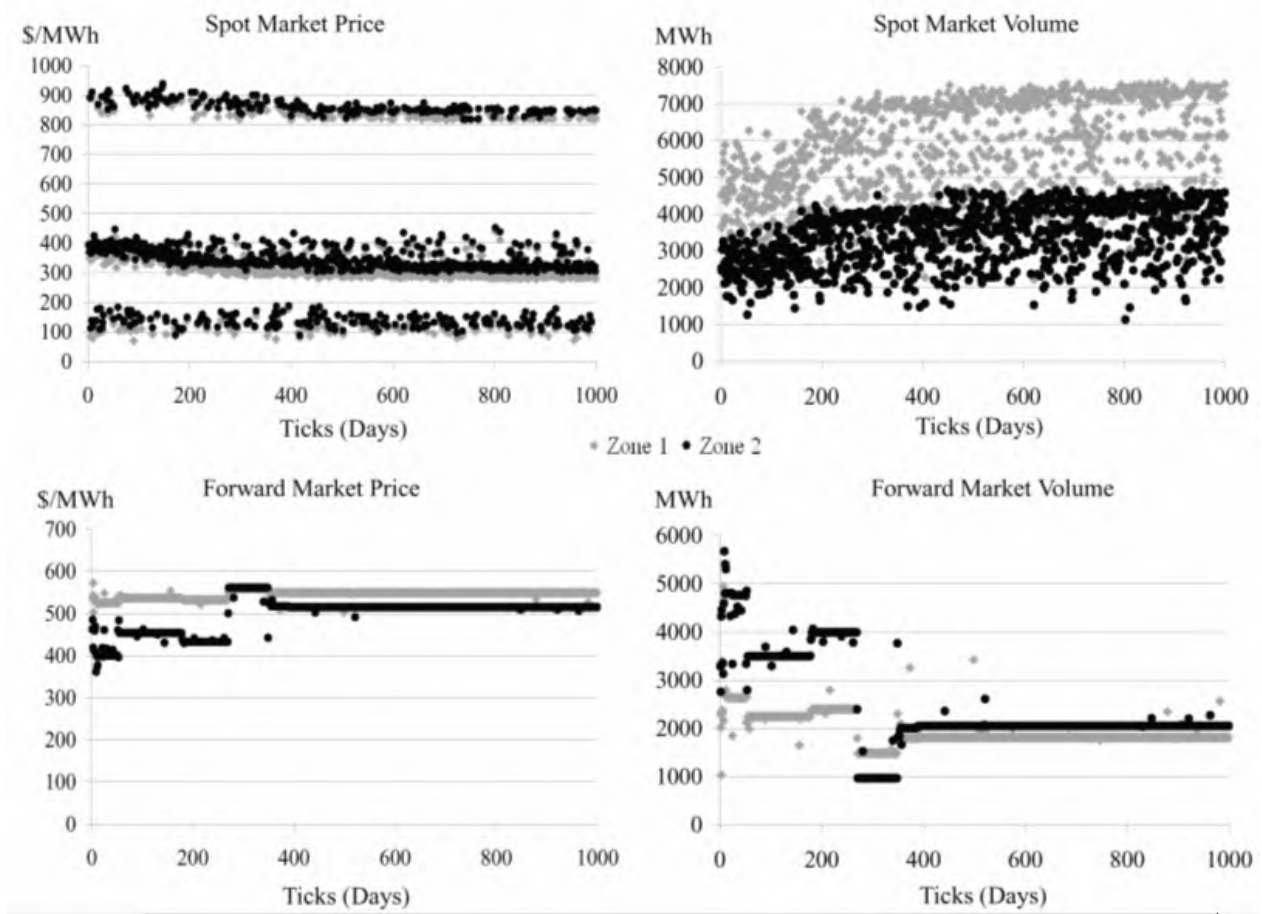 Spot Market Price
$/MWh
1000
900
800
700
600
500
400
300
200
100
0
0 200 400 600 800 1000
Ticks (Days)
Spot Market Volume
MWh
8000
7000
6000
5000
4000
3000
2000
1000
0
0 200 400 600 800 1000
Ticks (Days)
Zone 1 Zone 2
Forward Market Price
$/MWh
700
600
500
400
300
200
100
0
0 200 400 600 800 1000
Ticks (Days)
Forward Market Volume
MWh
6000
5000
4000
3000
2000
1000
0
0 200 400 600 800 1000
Ticks (Days)